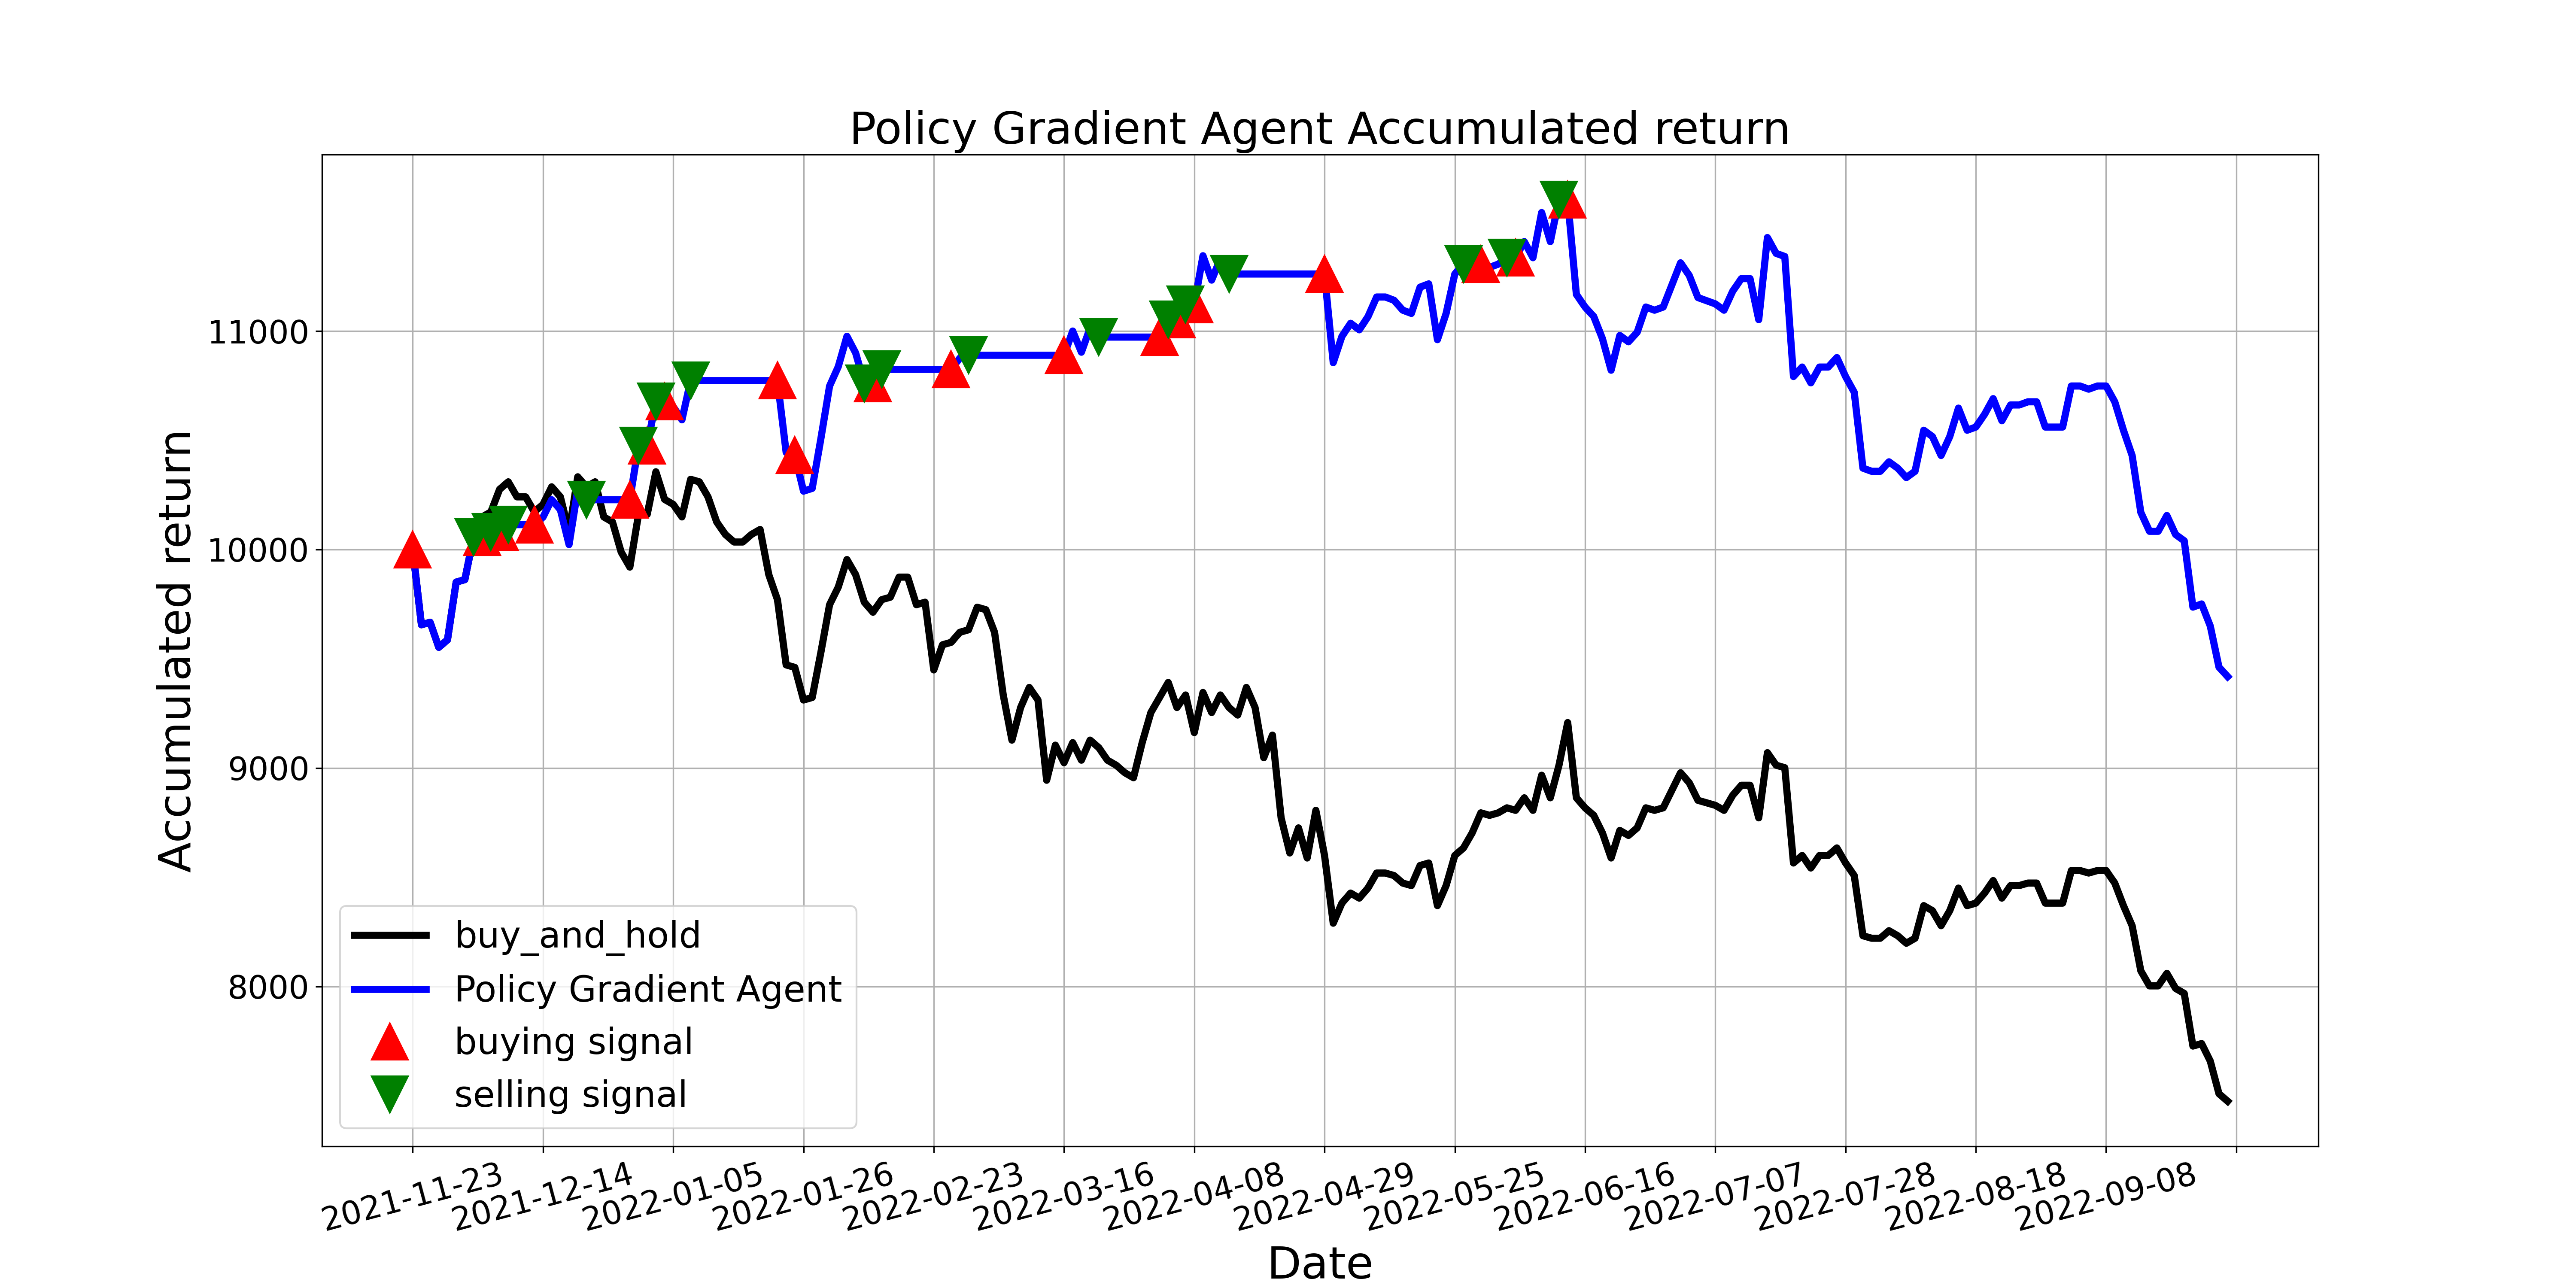 Policy Gradient Agent Accumulated return
Accumulated return
11000
10000
9000
8000
buy_and_hold
Policy Gradient Agent
buying signal
selling signal
2021-11-23
2021-12-14
2022-01-05
2022-01-26
2022-02-23
2022-03-16
2022-04-08
2022-04-29
2022-05-25
2022-06-16
2022-07-07
2022-07-28
2022-08-18
2022-09-08
Date